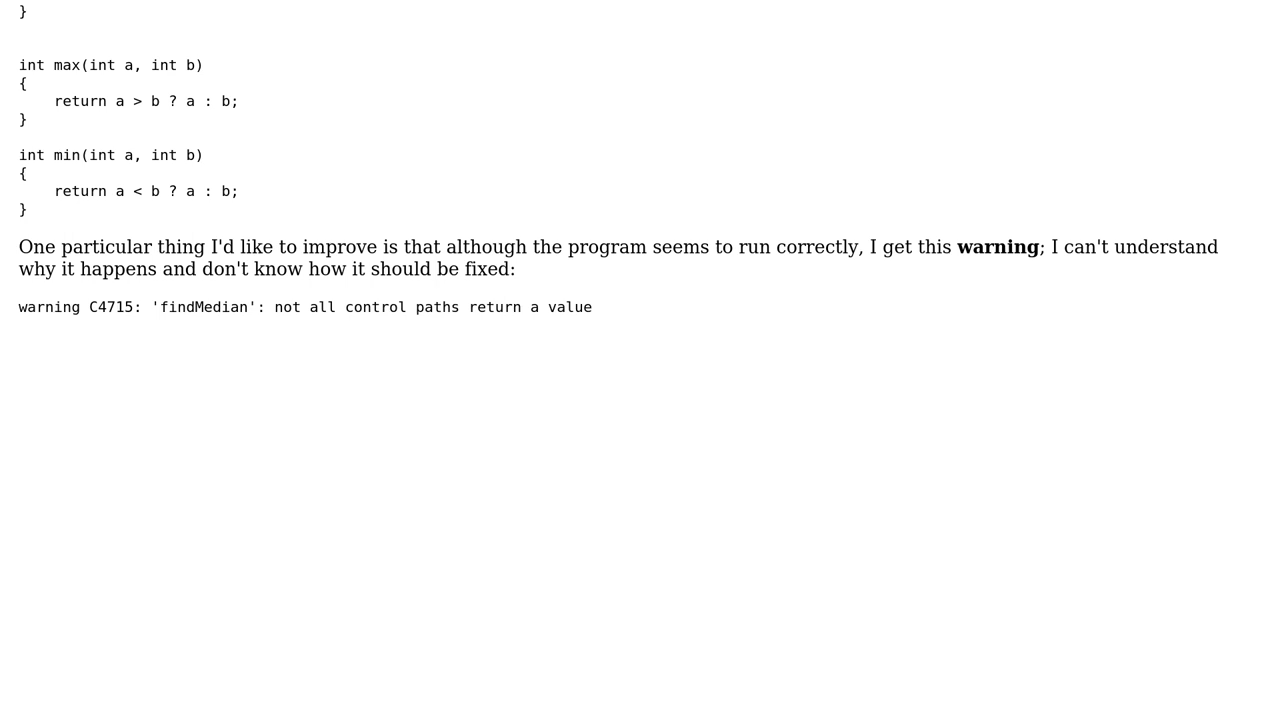 }
int max(int a, int b)
{
    return a > b ? a : b;
}
int min(int a, int b)
{
    return a < b ? a : b;
}
One particular thing I'd like to improve is that although the program seems to run correctly, I get this warning; I can't understand
why it happens and don't know how it should be fixed:
warning C4715: 'findMedian': not all control paths return a value